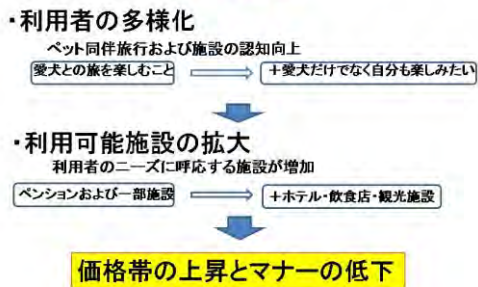 ・利用者の多様化
ペット同伴旅行および施設の認知向上
愛犬との旅を楽しむこと
+愛犬だけでなく自分も楽しみたい
・利用可能施設の拡大
利用者のニーズに呼応する施設が増加
ペンションおよび一部施設
+ホテル・飲食店・観光施設
価格帯の上昇とマナーの低下